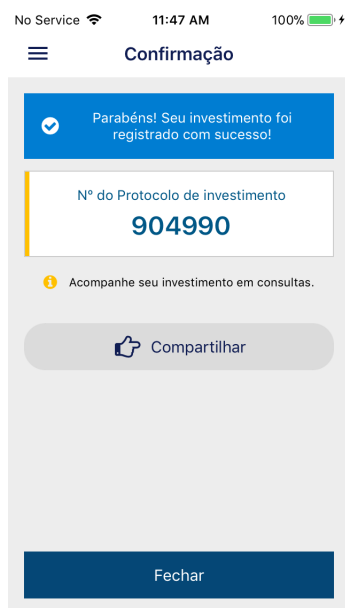 No Service 11:47 AM 100%
Confirmação
Parabéns! Seu investimento foi
registrado com sucesso!
Nº do Protocolo de investimento
904990
Acompanhe seu investimento em consultas.
Compartilhar
Fechar